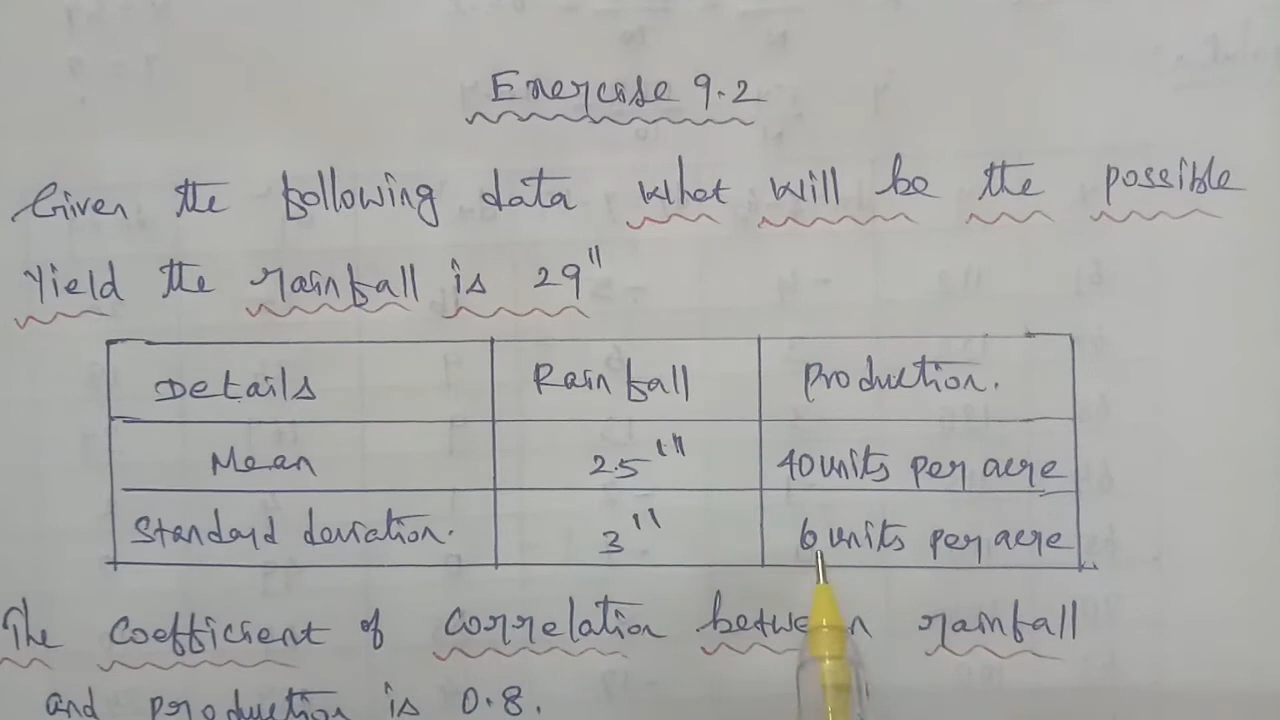 Exercise 9.2
Given the following data what will be the possible
Yield the rainfall is 29"
Details Rainfall Production.
Mean 25" 40 units per acre
Standard deviation. 3" 6 units per acre
The coefficient of correlation between rainfall
and production is 0.8.